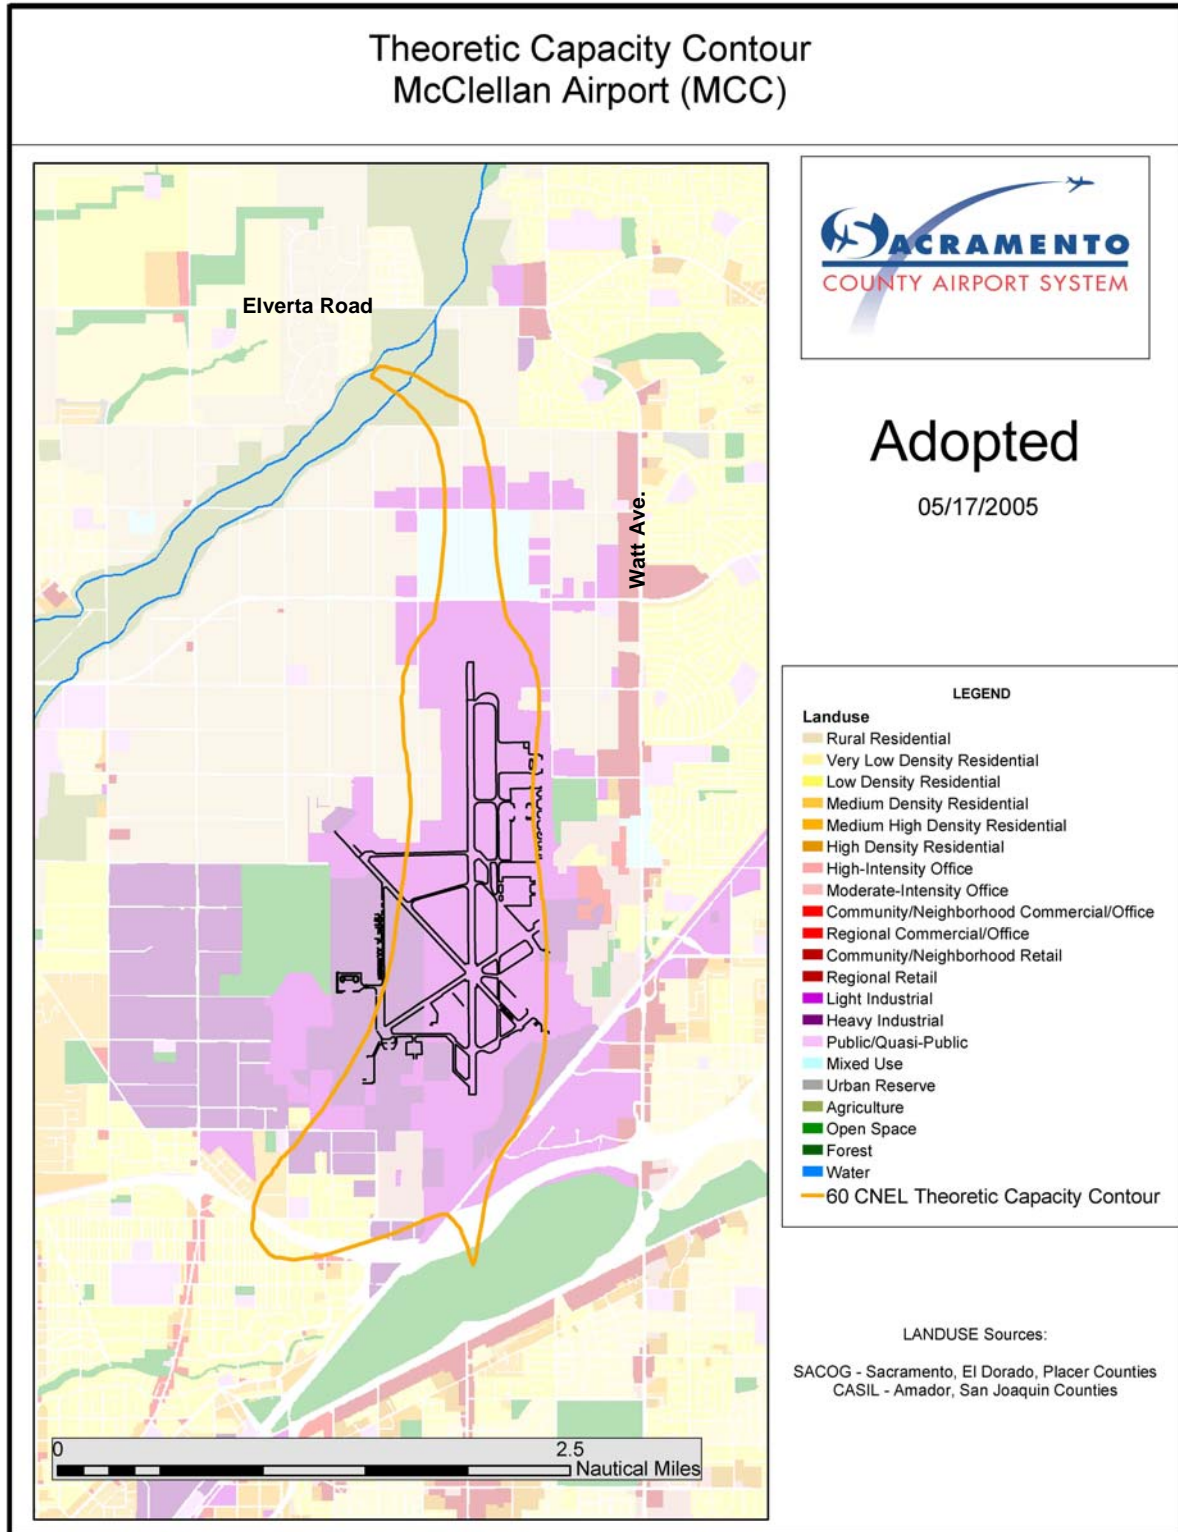 Theoretic Capacity Contour
McClellan Airport (MCC)
SACRAMENTO
COUNTY AIRPORT SYSTEM
Elverta Road
Watt Ave.
Adopted
05/17/2005
LEGEND
Landuse
Rural Residential
Very Low Density Residential
Low Density Residential
Medium Density Residential
Medium High Density Residential
High Density Residential
High-Intensity Office
Moderate-Intensity Office
Community/Neighborhood Commercial/Office
Regional Commercial/Office
Community/Neighborhood Retail
Regional Retail
Light Industrial
Heavy Industrial
Public/Quasi-Public
Mixed Use
Urban Reserve
Agriculture
Open Space
Forest
Water
60 CNEL Theoretic Capacity Contour
LANDUSE Sources:
SACOG - Sacramento, El Dorado, Placer Counties
CASIL - Amador, San Joaquin Counties
0 2.5
Nautical Miles